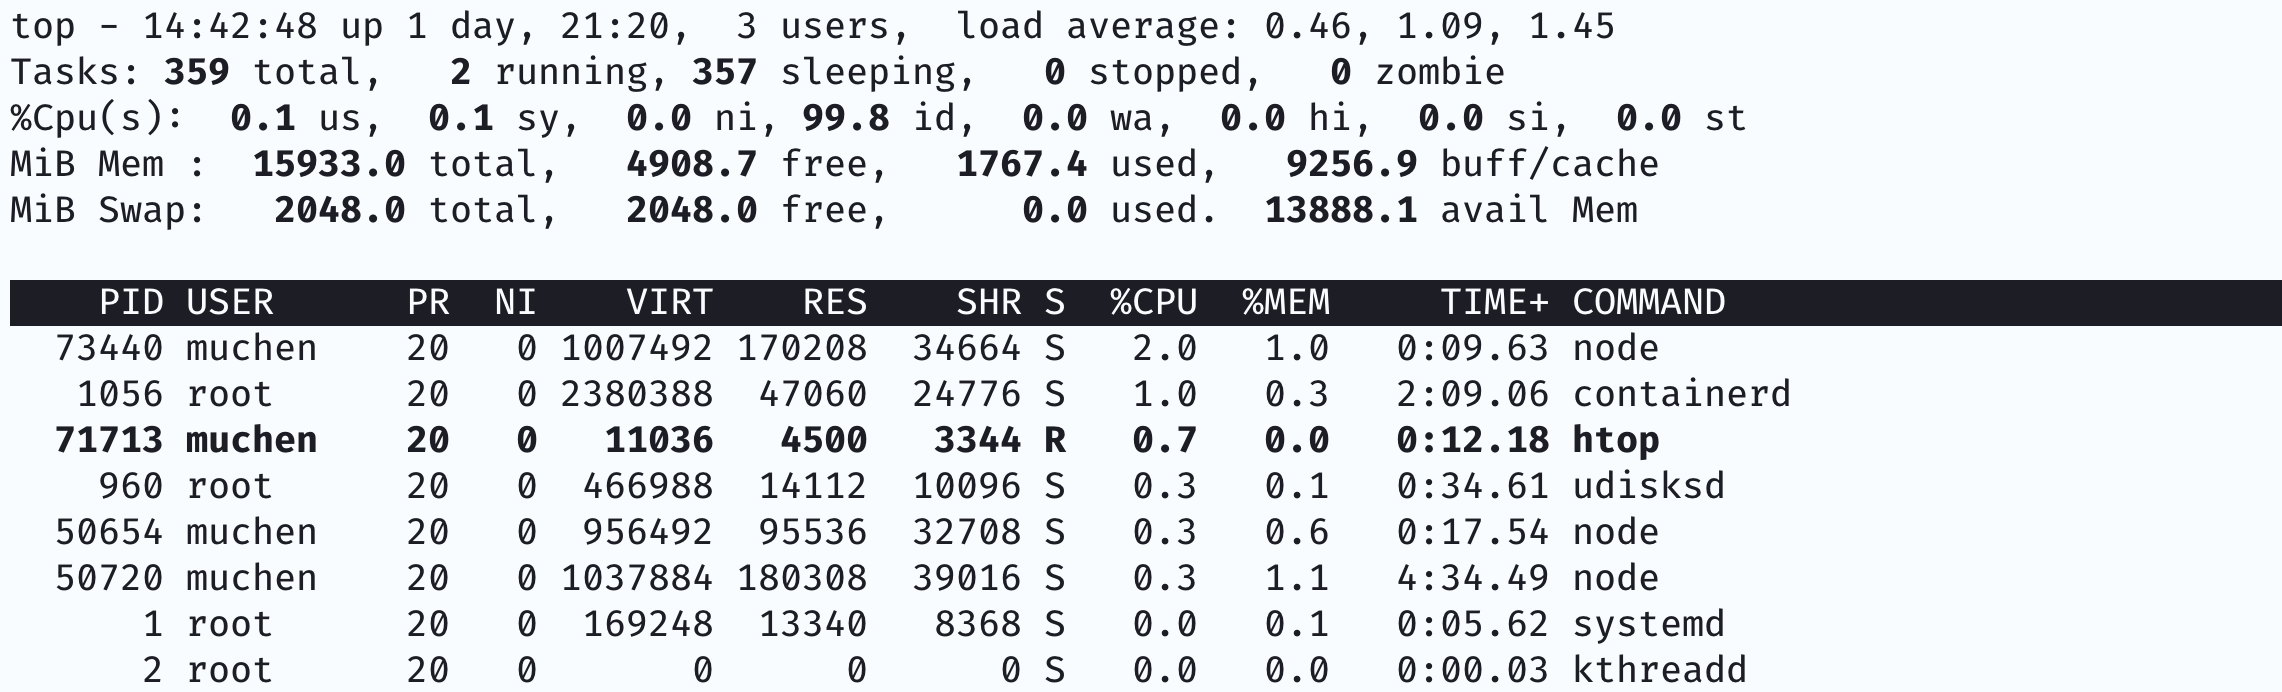 top - 14:42:48 up 1 day, 21:20,  3 users,  load average: 0.46, 1.09, 1.45
Tasks: 359 total,   2 running, 357 sleeping,   0 stopped,   0 zombie
%Cpu(s):  0.1 us,  0.1 sy,  0.0 ni, 99.8 id,  0.0 wa,  0.0 hi,  0.0 si,  0.0 st
MiB Mem :  15933.0 total,   4908.7 free,   1767.4 used,   9256.9 buff/cache
MiB Swap:   2048.0 total,   2048.0 free,      0.0 used.  13888.1 avail Mem
    PID USER      PR  NI    VIRT    RES    SHR S  %CPU  %MEM     TIME+ COMMAND
  73440 muchen    20   0 1007492 170208  34664 S   2.0   1.0   0:09.63 node
   1056 root      20   0 2380388  47060  24776 S   1.0   0.3   2:09.06 containerd
  71713 muchen    20   0   11036   4500   3344 R   0.7   0.0   0:12.18 htop
    960 root      20   0  466988  14112  10096 S   0.3   0.1   0:34.61 udisksd
  50654 muchen    20   0  956492  95536  32708 S   0.3   0.6   0:17.54 node
  50720 muchen    20   0 1037884 180308  39016 S   0.3   1.1   4:34.49 node
      1 root      20   0  169248  13340   8368 S   0.0   0.1   0:05.62 systemd
      2 root      20   0       0      0      0 S   0.0   0.0   0:00.03 kthreadd